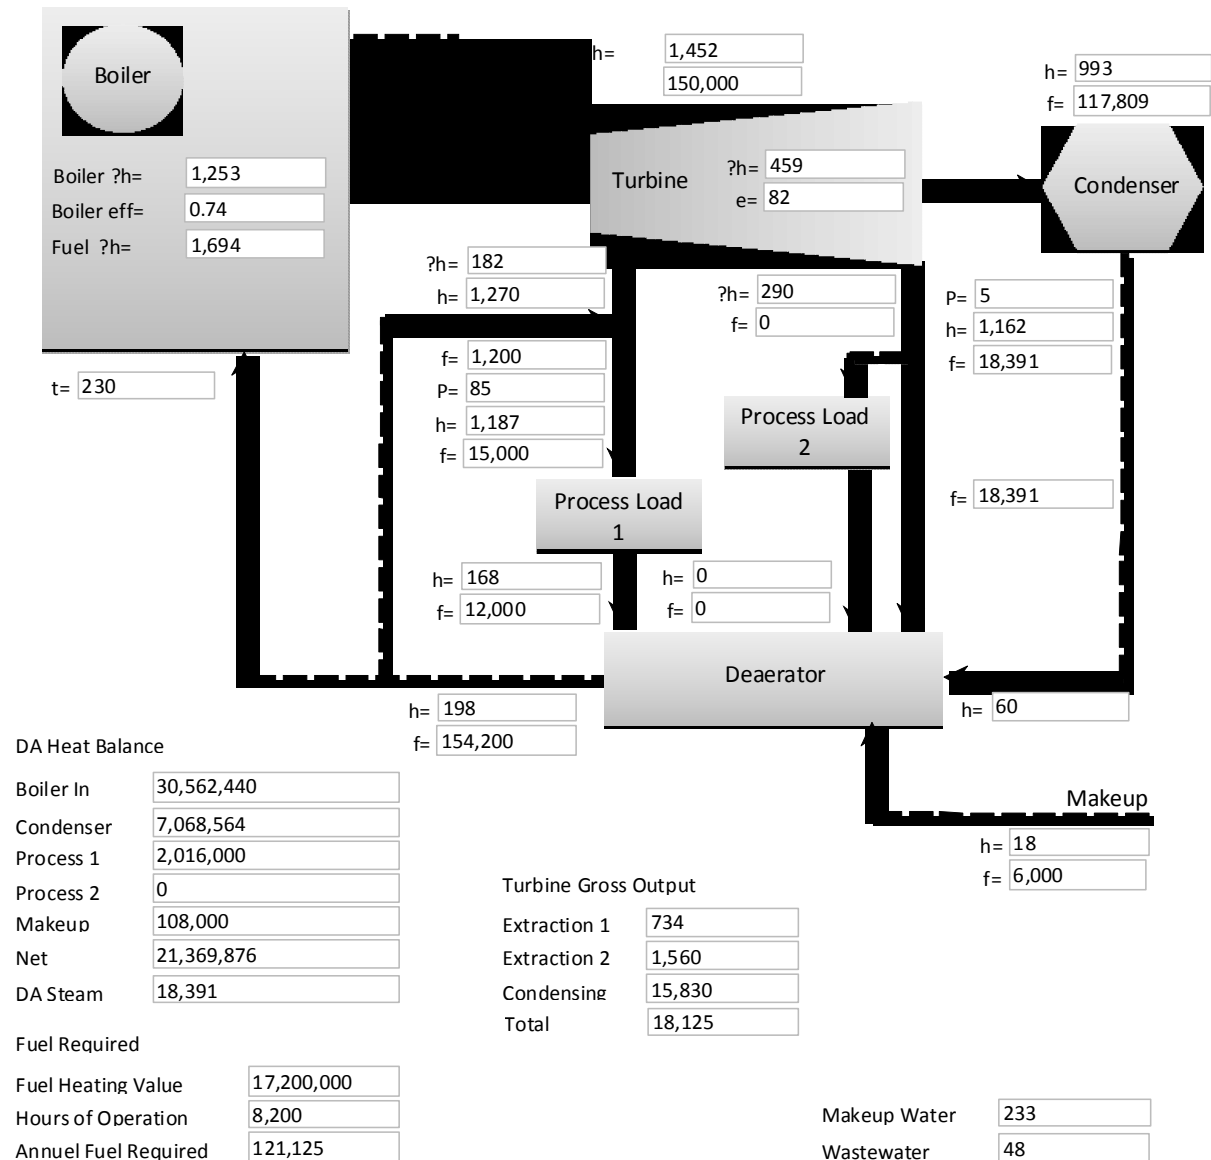 Boiler
Boiler ?h= 1,253
Boiler eff= 0.74
Fuel ?h= 1,694
t= 230
h= 1,452
150,000
Turbine
?h= 459
e= 82
h= 993
f= 117,809
Condenser
?h= 182
h= 1,270
f= 1,200
P= 85
h= 1,187
f= 15,000
?h= 290
f= 0
P= 5
h= 1,162
f= 18,391
Process Load
1
Process Load
2
f= 18,391
h= 168
f= 12,000
h= 0
f= 0
Deaerator
h= 198
f= 154,200
h= 60
Makeup
h= 18
f= 6,000
DA Heat Balance
Boiler In 30,562,440
Condenser 7,068,564
Process 1 2,016,000
Process 2 0
Makeup 108,000
Net 21,369,876
DA Steam 18,391
Turbine Gross Output
Extraction 1 734
Extraction 2 1,560
Condensing 15,830
Total 18,125
Fuel Required
Fuel Heating Value 17,200,000
Hours of Operation 8,200
Annuel Fuel Required 121,125
Makeup Water 233
Wastewater 48